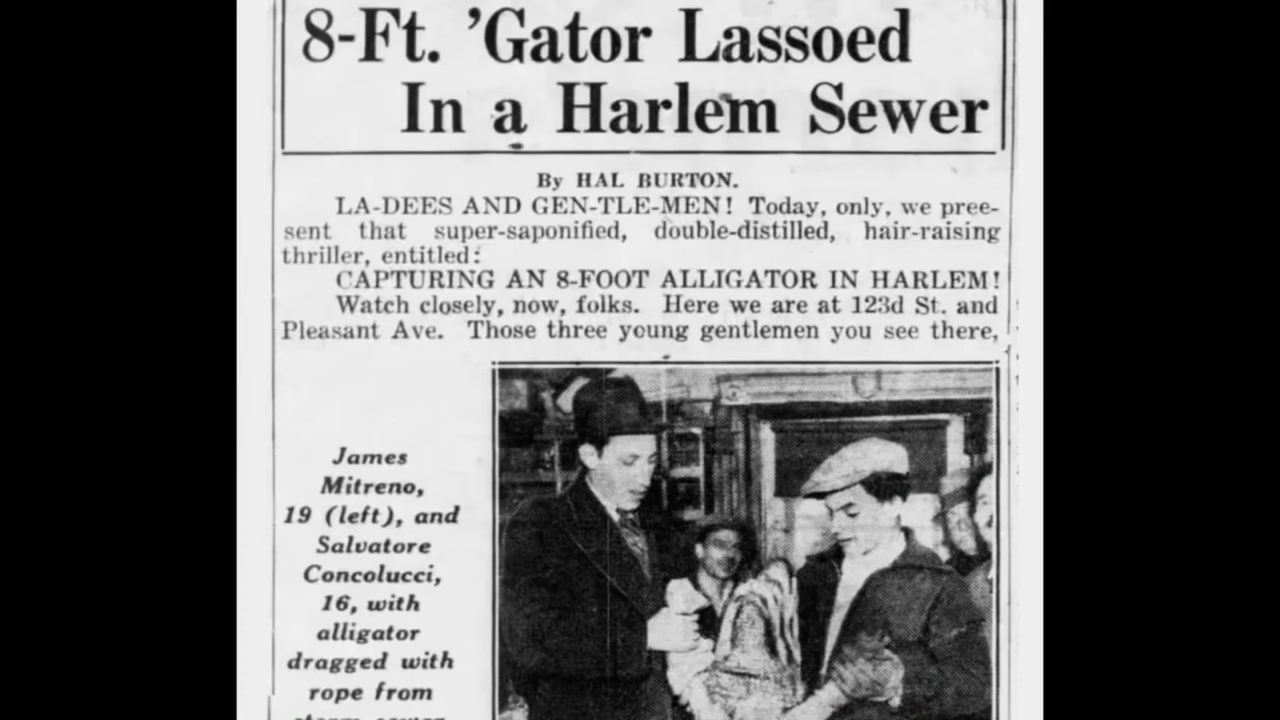 8-Ft. 'Gator Lassoed
In a Harlem Sewer
By HAL BURTON.
LA-DEES AND GEN-TLE-MEN! Today, only, we pree-
sent that super-saponified, double-distilled, hair-raising
thriller, entitled:
CAPTURING AN 8-FOOT ALLIGATOR IN HARLEM!
Watch closely, now, folks. Here we are at 123d St. and
Pleasant Ave. Those three young gentlemen you see there,
James
Mitreno,
19 (left), and
Salvatore
Concolucci,
16, with
alligator
dragged with
rope from
storm sewer